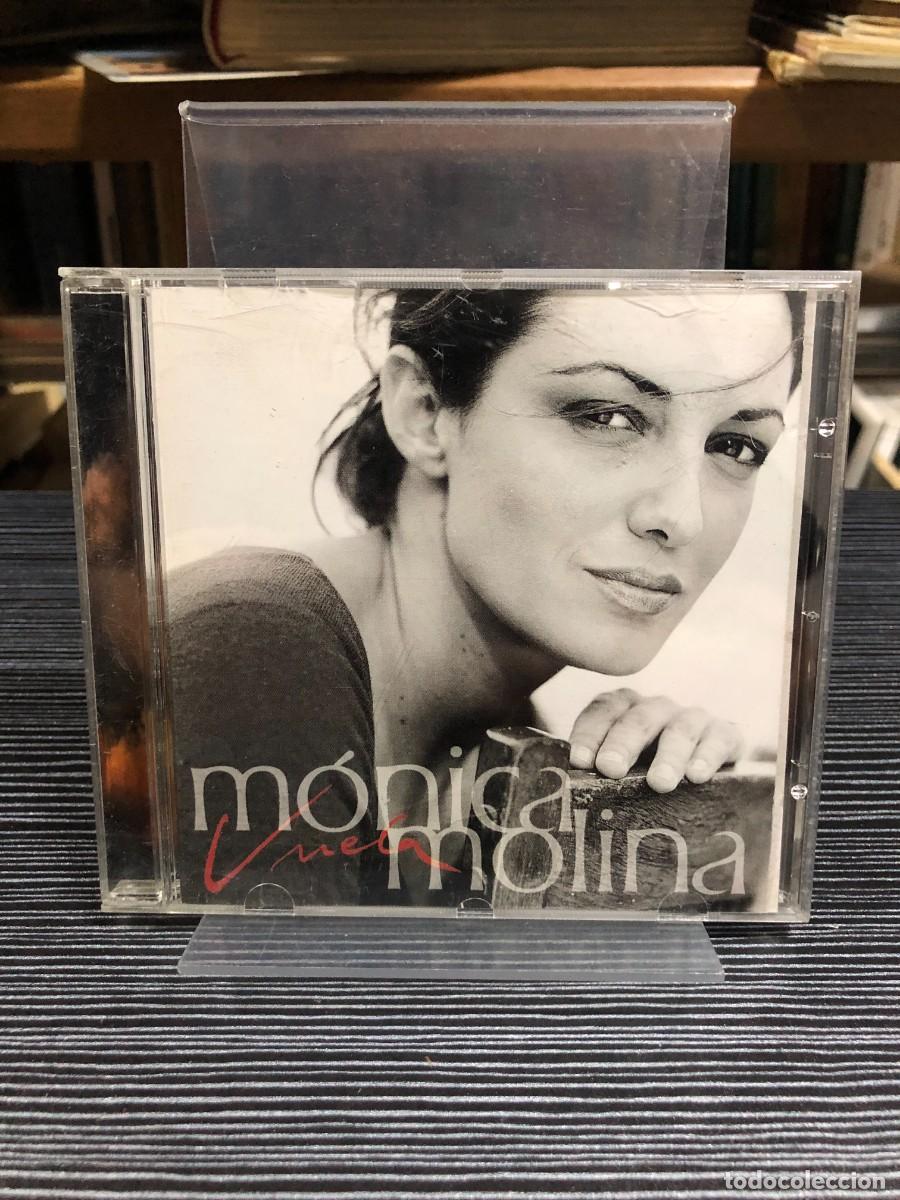 mónica
Vuela
molina
todocoleccion